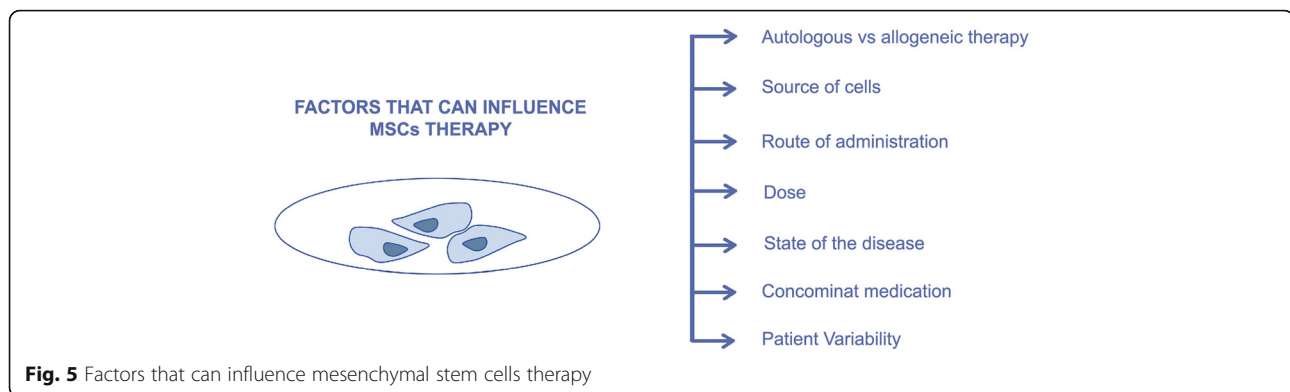 FACTORS THAT CAN INFLUENCE
MSCs THERAPY
Autologous vs allogeneic therapy
Source of cells
Route of administration
Dose
State of the disease
Concominat medication
Patient Variability
Fig. 5 Factors that can influence mesenchymal stem cells therapy